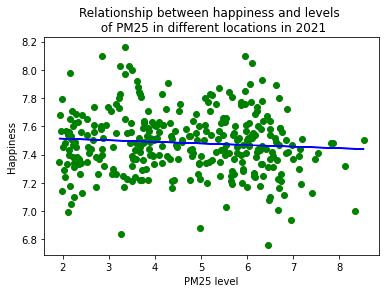 Relationship between happiness and levels
of PM25 in different locations in 2021
8.2
8.0
7.8
7.6
7.4
7.2
7.0
6.8
Happiness
2 3 4 5 6 7 8
PM25 level